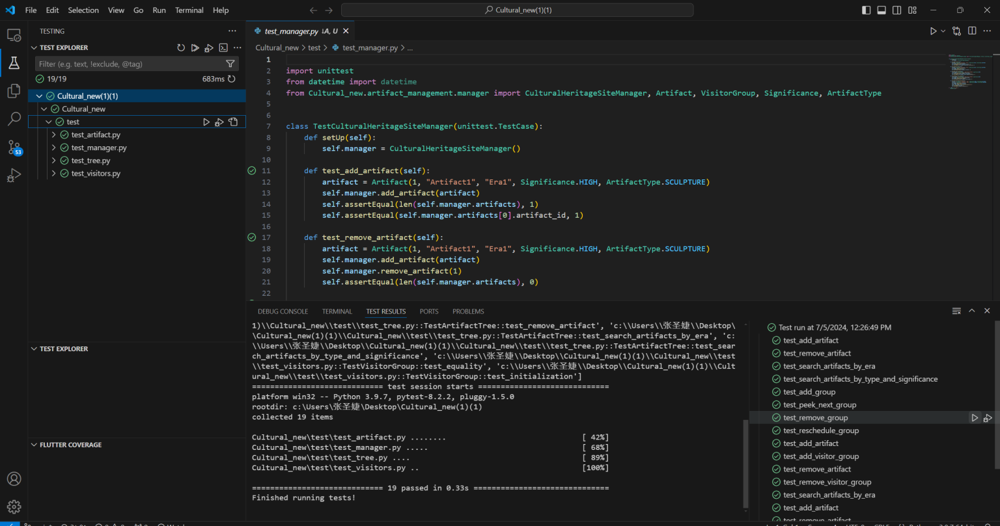 File Edit Selection View Go Run Terminal Help
Cultural_new(1)(1)
TESTING
TEST EXPLORER
Filter (e.g. text, !exclude, @tag)
19/19
683ms
Cultural_new(1)(1)
Cultural_new
test
test_artifact.py
test_manager.py
test_tree.py
test_visitors.py
53
TEST EXPLORER
FLUTTER COVERAGE
test_manager.py ↓A, U
Cultural_new > test > test_manager.py > ...
1
2 import unittest
3 from datetime import datetime
4 from Cultural_new.artifact_management.manager import CulturalHeritageSiteManager, Artifact, VisitorGroup, Significance, ArtifactType
5
6
7 class TestCulturalHeritageSiteManager(unittest.TestCase):
8 def setUp(self):
9 self.manager = CulturalHeritageSiteManager()
10
11 def test_add_artifact(self):
12 artifact = Artifact(1, "Artifact1", "Era1", Significance.HIGH, ArtifactType.SCULPTURE)
13 self.manager.add_artifact(artifact)
14 self.assertEqual(len(self.manager.artifacts), 1)
15 self.assertEqual(self.manager.artifacts[0].artifact_id, 1)
16
17 def test_remove_artifact(self):
18 artifact = Artifact(1, "Artifact1", "Era1", Significance.HIGH, ArtifactType.SCULPTURE)
19 self.manager.add_artifact(artifact)
20 self.manager.remove_artifact(1)
21 self.assertEqual(len(self.manager.artifacts), 0)
22
DEBUG CONSOLE TERMINAL TEST RESULTS PORTS PROBLEMS
1)\\Cultural_new\\test\\test_tree.py::TestArtifactTree::test_remove_artifact', 'c:\\Users\\张圣婕\\Desktop\
\Cultural_new(1)(1)\\Cultural_new\\test\\test_tree.py::TestArtifactTree::test_search_artifacts_by_era', 'c:
\\Users\\张圣婕\\Desktop\\Cultural_new(1)(1)\\Cultural_new\\test\\test_tree.py::TestArtifactTree::test_sear
ch_artifacts_by_type_and_significance', 'c:\\Users\\张圣婕\\Desktop\\Cultural_new(1)(1)\\Cultural_new\\test
\\test_visitors.py::TestVisitorGroup::test_equality', 'c:\\Users\\张圣婕\\Desktop\\Cultural_new(1)(1)\\Cult
ural_new\\test\\test_visitors.py::TestVisitorGroup::test_initialization']
============================= test session starts =============================
platform win32 -- Python 3.9.7, pytest-8.2.2, pluggy-1.5.0
rootdir: c:\Users\张圣婕\Desktop\Cultural_new(1)(1)
collected 19 items
Cultural_new\test\test_artifact.py ........ [ 42%]
Cultural_new\test\test_manager.py ..... [ 68%]
Cultural_new\test\test_tree.py .... [ 89%]
Cultural_new\test\test_visitors.py .. [100%]
============================= 19 passed in 0.33s ==============================
Finished running tests!
Test run at 7/5/2024, 12:26:49 PM
test_add_artifact
test_remove_artifact
test_search_artifacts_by_era
test_search_artifacts_by_type_and_significance
test_add_group
test_peek_next_group
test_remove_group
test_reschedule_group
test_add_artifact
test_add_visitor_group
test_remove_artifact
test_remove_visitor_group
test_search_artifacts_by_era
test_add_artifact
test_remove_artifact